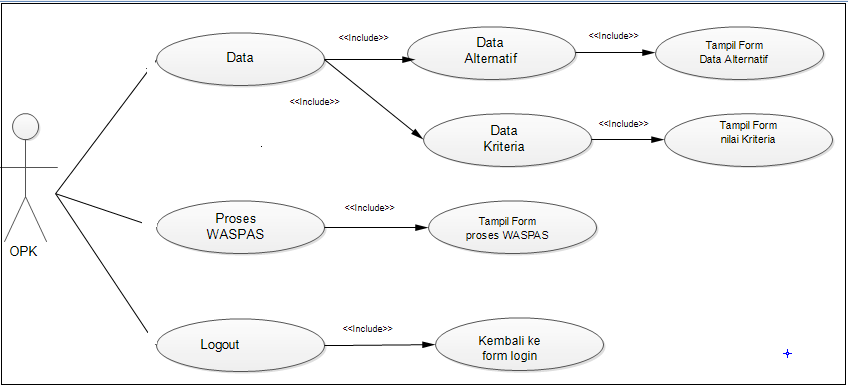 Data
<<Include>>
Data
Alternatif
<<Include>>
Tampil Form
Data Alternatif
<<Include>>
Data
Kriteria
<<Include>>
Tampil Form
nilai Kriteria
OPK
Proses
WASPAS
<<Include>>
Tampil Form
proses WASPAS
Logout
<<Include>>
Kembali ke
form login